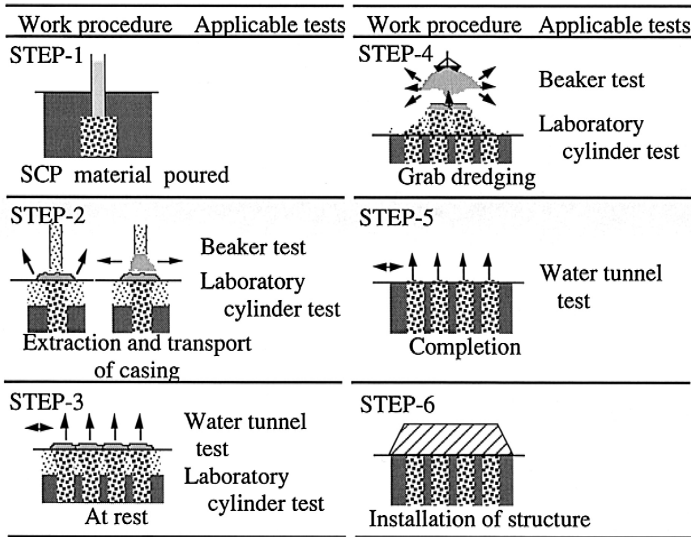 Work procedure Applicable tests
STEP-1
SCP material poured
STEP-2
Beaker test
Laboratory
cylinder test
Extraction and transport
of casing
STEP-3
Water tunnel
test
Laboratory
cylinder test
At rest
Work procedure Applicable tests
STEP-4
Beaker test
Laboratory
cylinder test
Grab dredging
STEP-5
Water tunnel
test
Completion
STEP-6
Installation of structure